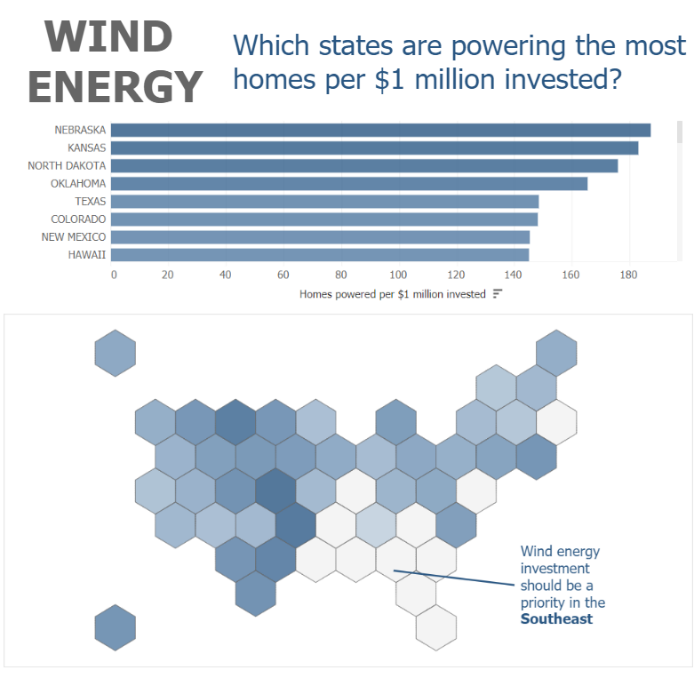 WIND
ENERGY
Which states are powering the most
homes per $1 million invested?
NEBRASKA
KANSAS
NORTH DAKOTA
OKLAHOMA
TEXAS
COLORADO
NEW MEXICO
HAWAII
0 20 40 60 80 100 120 140 160 180
Homes powered per $1 million invested
Wind energy
investment
should be a
priority in the
Southeast